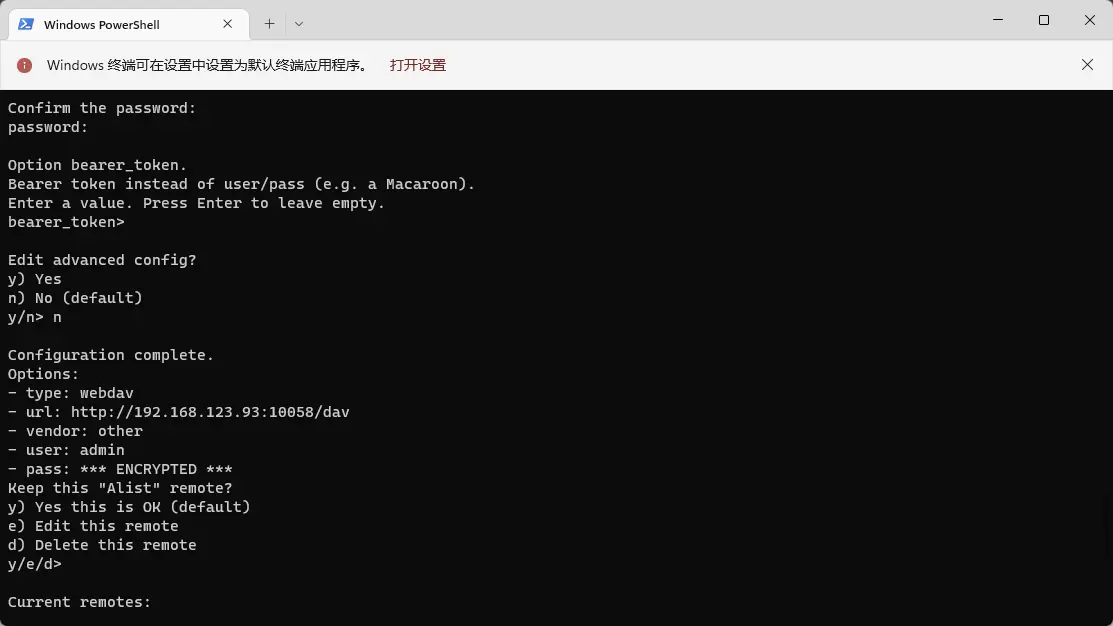 Windows PowerShell
Windows 终端可在设置中设置为默认终端应用程序。 打开设置
Confirm the password:
password:
Option bearer_token.
Bearer token instead of user/pass (e.g. a Macaroon).
Enter a value. Press Enter to leave empty.
bearer_token>
Edit advanced config?
y) Yes
n) No (default)
y/n> n
Configuration complete.
Options:
- type: webdav
- url: http://192.168.123.93:10058/dav
- vendor: other
- user: admin
- pass: *** ENCRYPTED ***
Keep this "Alist" remote?
y) Yes this is OK (default)
e) Edit this remote
d) Delete this remote
y/e/d>
Current remotes: